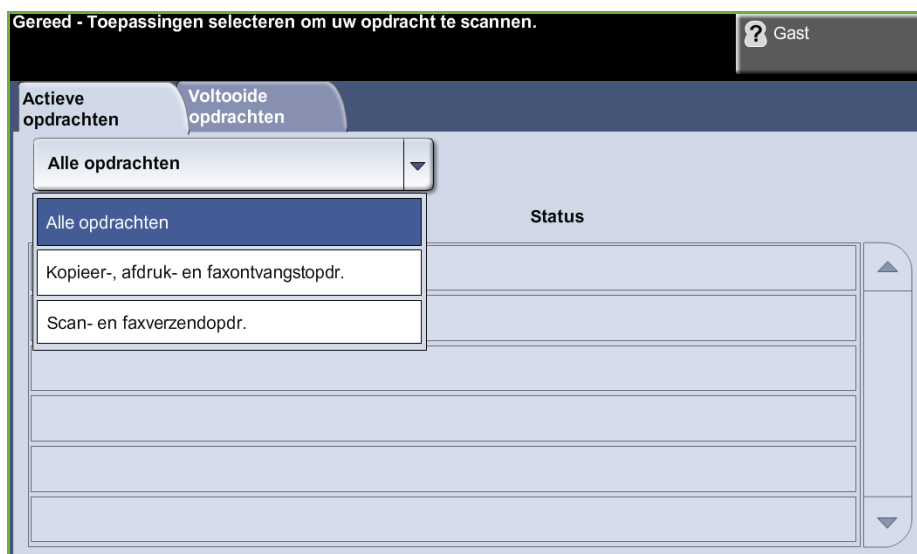 Gereed - Toepassingen selecteren om uw opdracht te scannen.
? Gast
Actieve
opdrachten
Voltooide
opdrachten
Alle opdrachten
Status
Alle opdrachten
Kopieer-, afdruk- en faxontvangstopdr.
Scan- en faxverzendopdr.